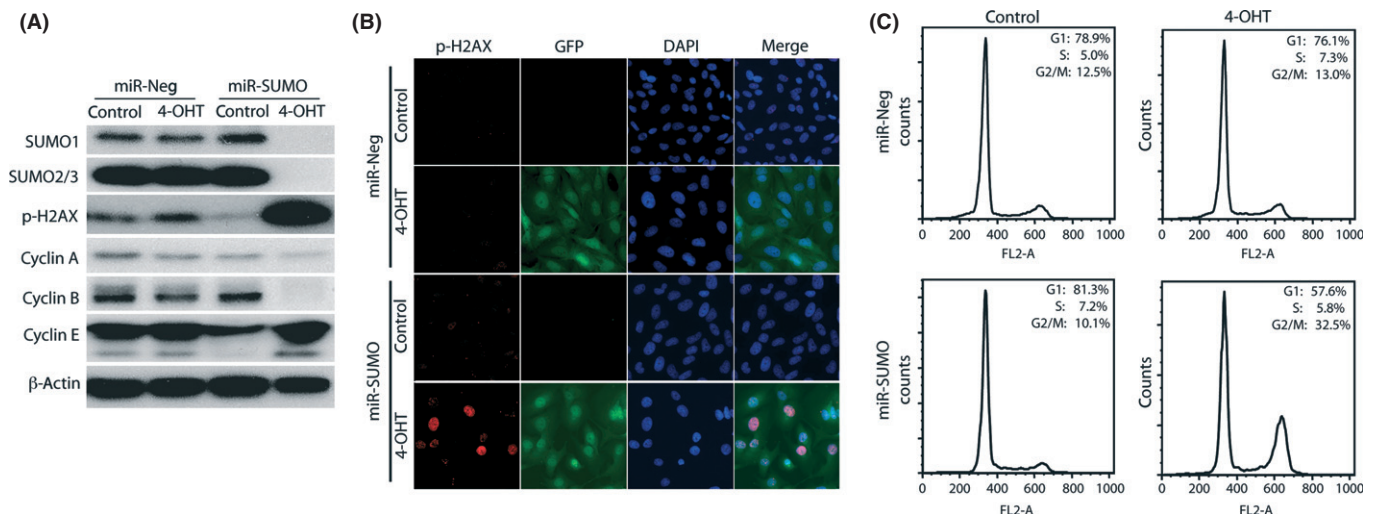 (A)
miR-Neg miR-SUMO
Control 4-OHT Control 4-OHT
SUMO1
SUMO2/3
p-H2AX
Cyclin A
Cyclin B
Cyclin E
β-Actin
(B)
p-H2AX GFP DAPI Merge
miR-Neg
Control
4-OHT
miR-SUMO
Control
4-OHT
(C)
Control
miR-Neg
counts
G1: 78.9%
S: 5.0%
G2/M: 12.5%
0 200 400 600 800 1000
FL2-A
4-OHT
Counts
G1: 76.1%
S: 7.3%
G2/M: 13.0%
0 200 400 600 800 1000
FL2-A
miR-SUMO
counts
G1: 81.3%
S: 7.2%
G2/M: 10.1%
0 200 400 600 800 1000
FL2-A
Counts
G1: 57.6%
S: 5.8%
G2/M: 32.5%
0 200 400 600 800 1000
FL2-A